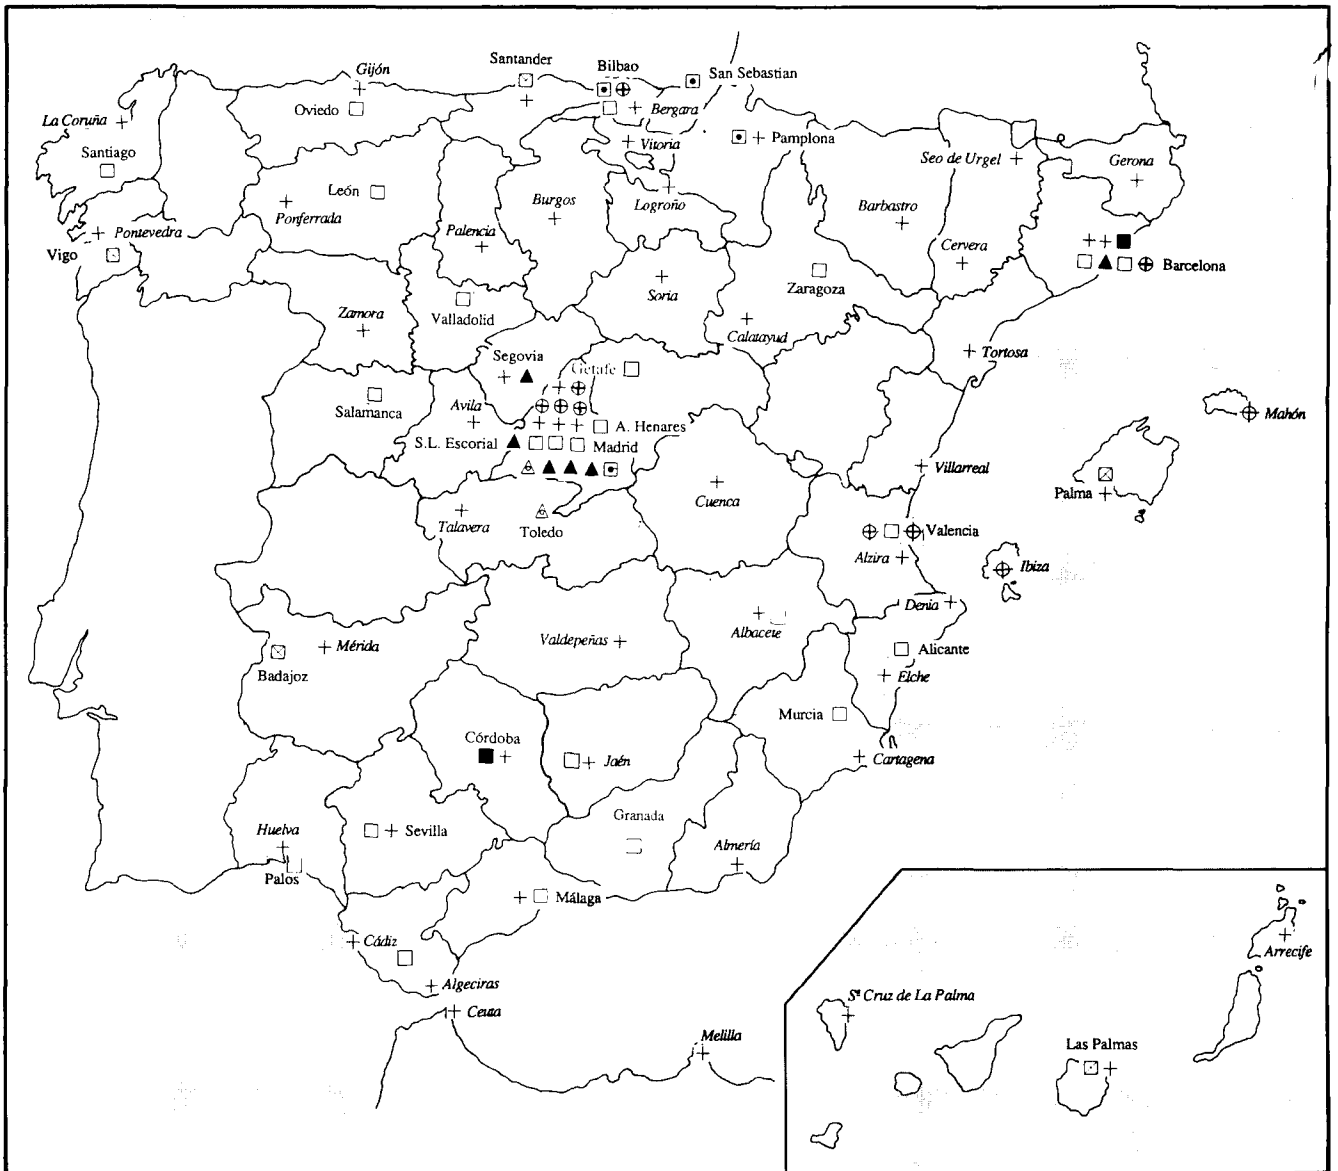 Gijón
Santander
Bilbao
San Sebastian
La Coruña
Oviedo
Bergara
Santiago
Vitoria
Pamplona
Seo de Urgel
Gerona
León
Ponferrada
Burgos
Logroño
Barbastro
Pontevedra
Palencia
Vigo
Cervera
Barcelona
Soria
Zaragoza
Zamora
Valladolid
Calatayud
Tortosa
Segovia
Getafe
Salamanca
Avila
Mahón
A. Henares
S.L. Escorial
Madrid
Villarreal
Palma
Cuenca
Talavera
Toledo
Valencia
Alzira
Ibiza
Denia
Albacete
Mérida
Valdepeñas
Badajoz
Alicante
Elche
Murcia
Córdoba
Jaén
Cartagena
Granada
Huelva
Sevilla
Almería
Palos
Málaga
Cádiz
Arrecife
Algeciras
Sª Cruz de La Palma
Ceuta
Melilla
Las Palmas